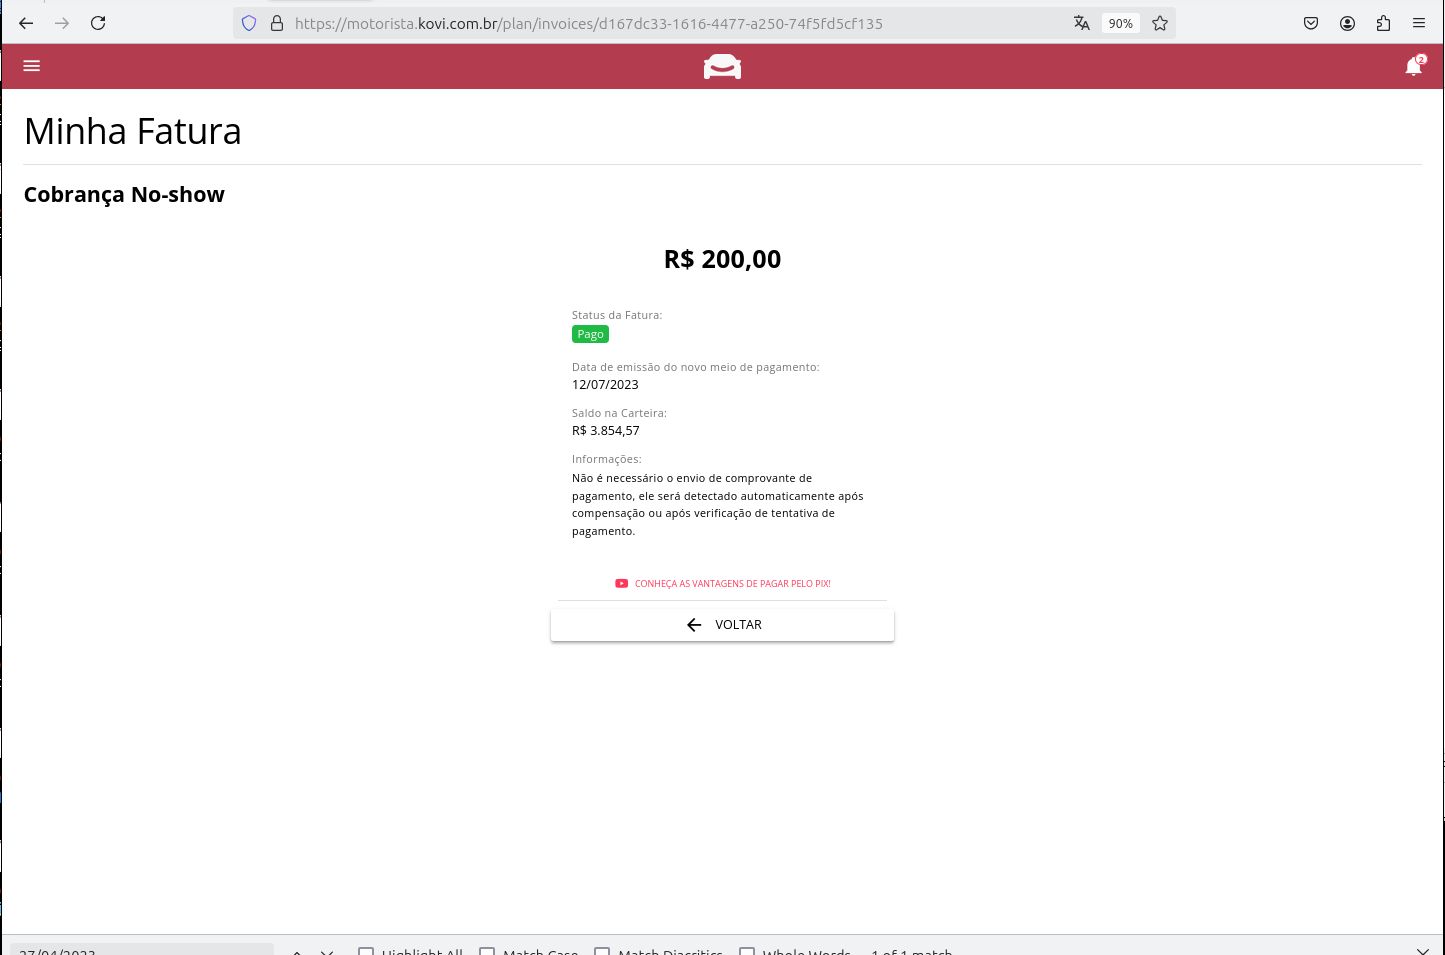 https://motorista.kovi.com.br/plan/invoices/d167dc33-1616-4477-a250-74f5fd5cf135
90%
2
Minha Fatura
Cobrança No-show
R$ 200,00
Status da Fatura:
Pago
Data de emissão do novo meio de pagamento:
12/07/2023
Saldo na Carteira:
R$ 3.854,57
Informações:
Não é necessário o envio de comprovante de
pagamento, ele será detectado automaticamente após
compensação ou após verificação de tentativa de
pagamento.
CONHEÇA AS VANTAGENS DE PAGAR PELO PIX!
VOLTAR
27/04/2023 Highlight All Match Case Match Diacritics Whole Words 1 of 1 match